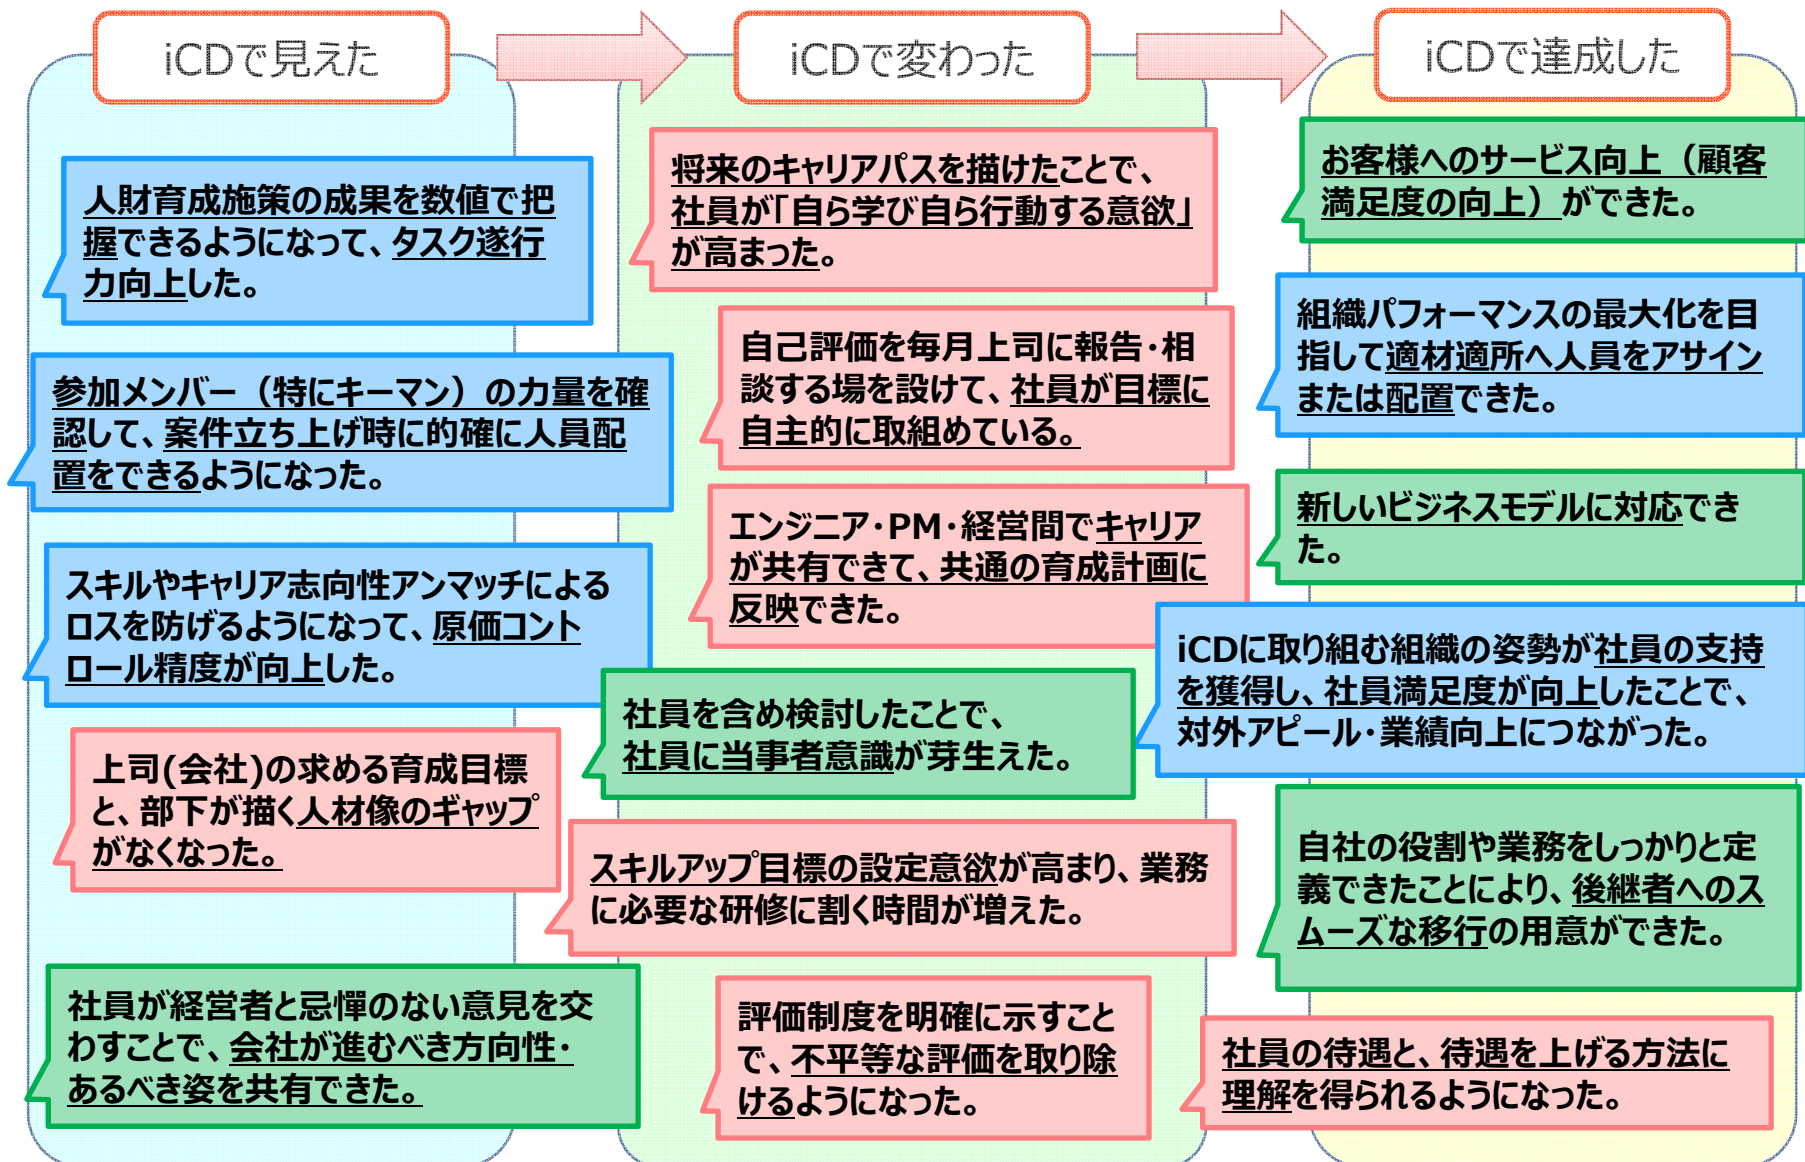 iCDで見えた
人財育成施策の成果を数値で把
握できるようになって、タスク遂行
力向上した。
参加メンバー（特にキーマン）の力量を確
認して、案件立ち上げ時に的確に人員配
置をできるようになった。
スキルやキャリア志向性アンマッチによる
ロスを防げるようになって、原価コント
ロール精度が向上した。
上司(会社)の求める育成目標
と、部下が描く人材像のギャップ
がなくなった。
社員が経営者と忌憚のない意見を交
わすことで、会社が進むべき方向性・
あるべき姿を共有できた。
iCDで変わった
将来のキャリアパスを描けたことで、
社員が「自ら学び自ら行動する意欲」
が高まった。
自己評価を毎月上司に報告・相
談する場を設けて、社員が目標に
自主的に取組めている。
エンジニア・PM・経営間でキャリア
が共有できて、共通の育成計画に
反映できた。
社員を含め検討したことで、
社員に当事者意識が芽生えた。
スキルアップ目標の設定意欲が高まり、業務
に必要な研修に割く時間が増えた。
評価制度を明確に示すこと
で、不平等な評価を取り除
けるようになった。
iCDで達成した
お客様へのサービス向上（顧客
満足度の向上）ができた。
組織パフォーマンスの最大化を目
指して適材適所へ人員をアサイン
または配置できた。
新しいビジネスモデルに対応でき
た。
iCDに取り組む組織の姿勢が社員の支持
を獲得し、社員満足度が向上したことで、
対外アピール・業績向上につながった。
自社の役割や業務をしっかりと定
義できたことにより、後継者へのス
ムーズな移行の用意ができた。
社員の待遇と、待遇を上げる方法に
理解を得られるようになった。